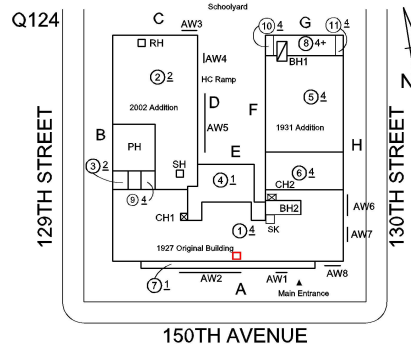 Schoolyard
Q124
C
AW3
G
10 4
11 4
RH
8 4+
AW4
BH1
2 2
HC Ramp
5 4
2002 Addition
D
F
1931 Addition
N
B
AW5
PH
E
H
3 2
SH
4 1
6 4
9 4
CH2
CH1
BH2
AW6
SK
1 4
AW7
1927 Original Building
7 1
AW2
AW1
AW8
A
Main Entrance
129TH STREET
130TH STREET
150TH AVENUE